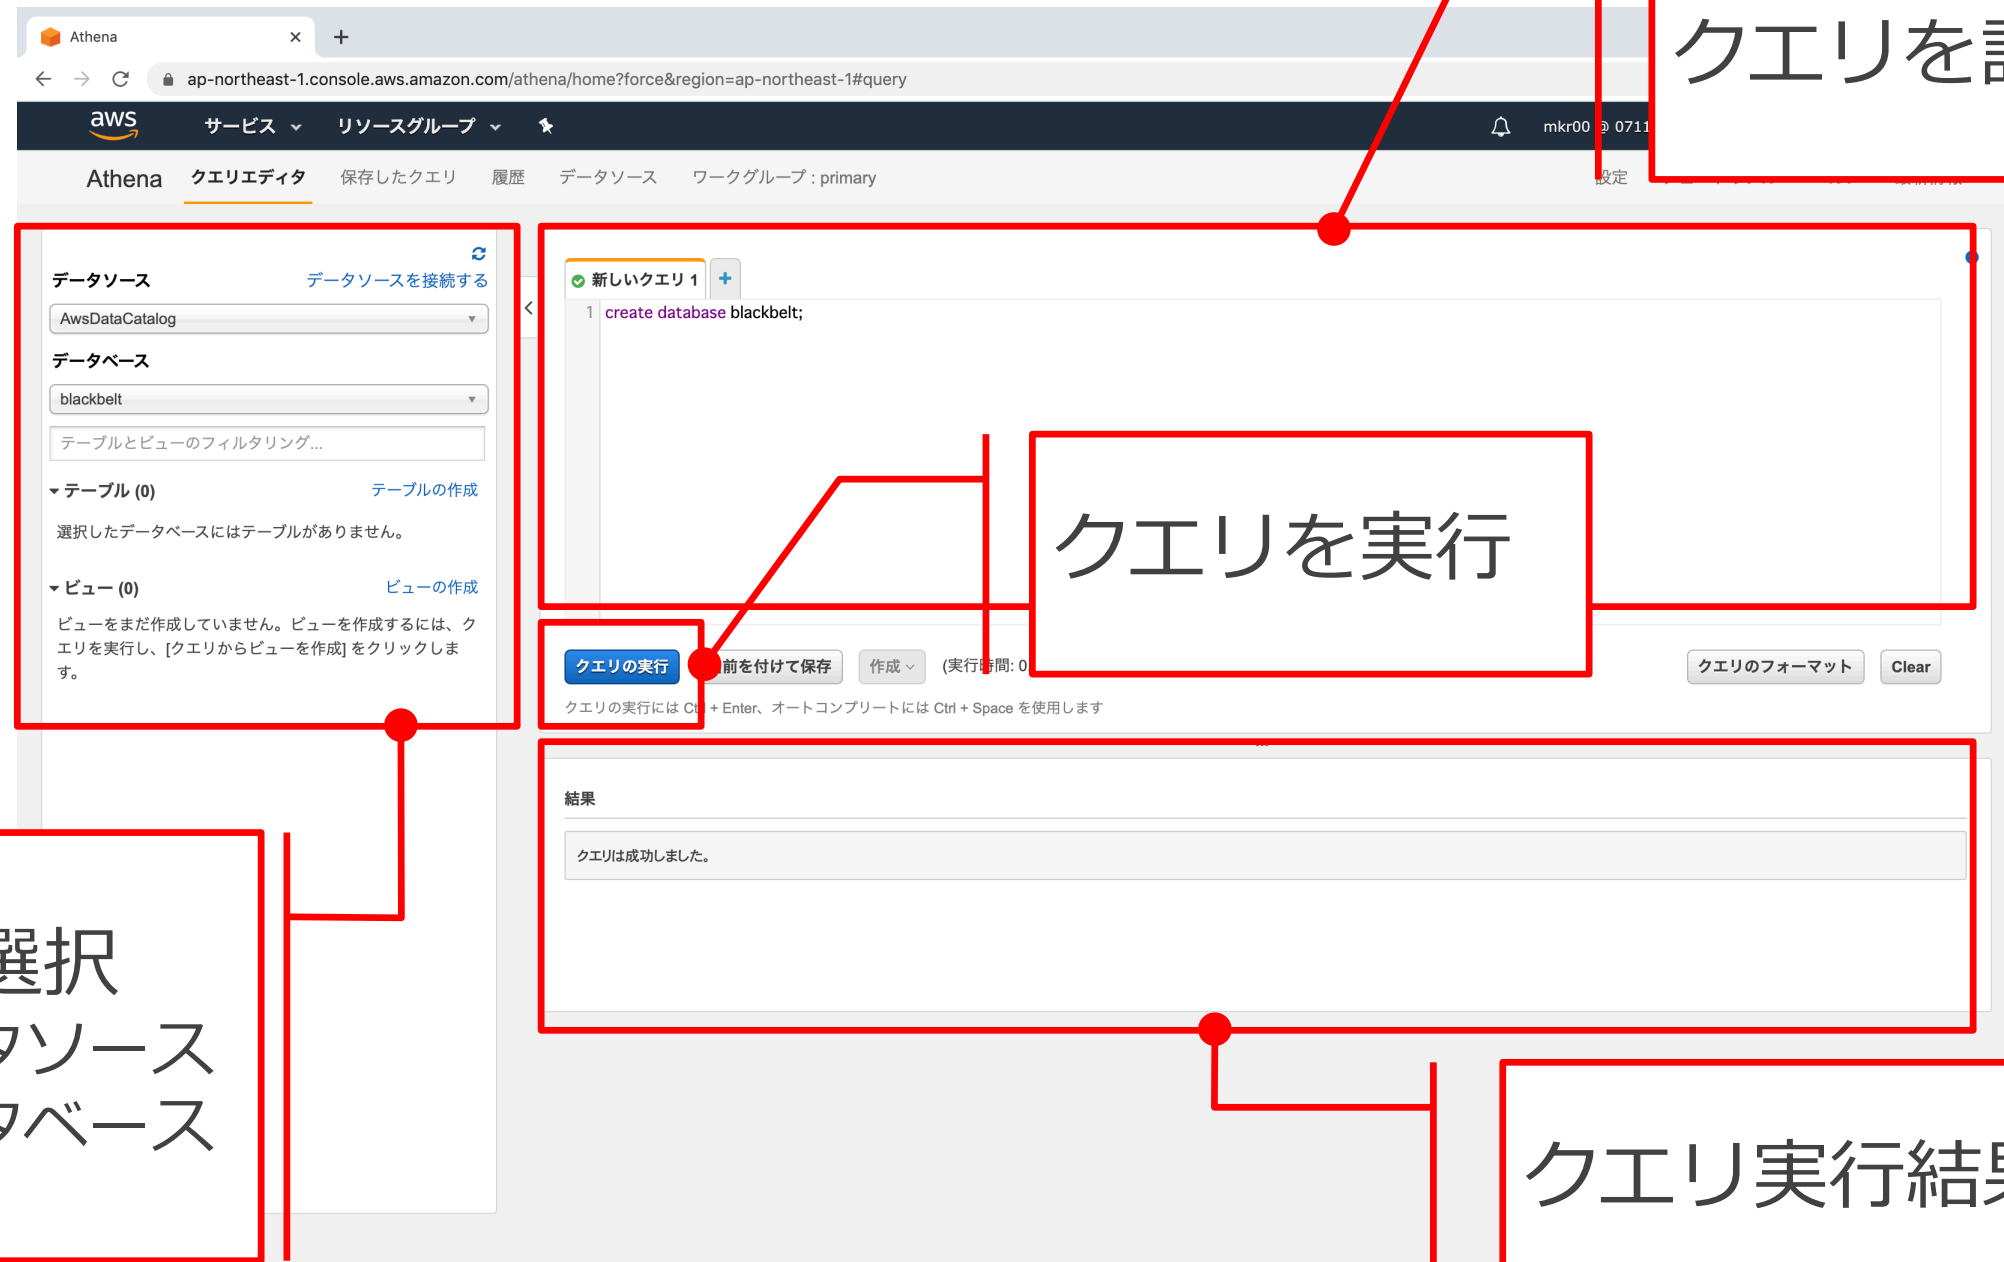 Athena
クエリを
ap-northeast-1.console.aws.amazon.com/athena/home?force&region=ap-northeast-1#query
aws サービス リソースグループ mkr00 @ 0711
Athena クエリエディタ 保存したクエリ 履歴 データソース ワークグループ : primary 設定
データソース データソースを接続する
AwsDataCatalog
データベース
blackbelt
テーブルとビューのフィルタリング...
テーブル (0) テーブルの作成
選択したデータベースにはテーブルがありません。
ビュー (0) ビューの作成
ビューをまだ作成していません。ビューを作成するには、ク
エリを実行し、[クエリからビューを作成] をクリックしま
す。
新しいクエリ 1 +
1 create database blackbelt;
クエリを実行
クエリの実行 前を付けて保存 作成 (実行時間: 0. クエリのフォーマット Clear
クエリの実行には Ctrl + Enter、オートコンプリートには Ctrl + Space を使用します
結果
クエリは成功しました。
選択
タソース
タベース
クエリ実行結果